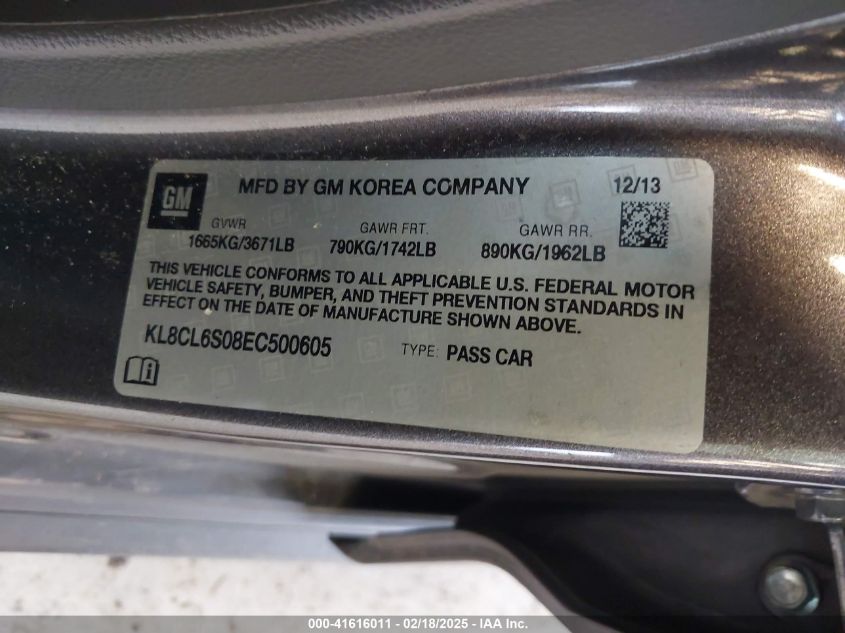 GM MFD BY GM KOREA COMPANY 12/13
GVWR GAWR FRT. GAWR RR.
1665KG/3671LB 790KG/1742LB 890KG/1962LB
THIS VEHICLE CONFORMS TO ALL APPLICABLE U.S. FEDERAL MOTOR
VEHICLE SAFETY, BUMPER, AND THEFT PREVENTION STANDARDS IN
EFFECT ON THE DATE OF MANUFACTURE SHOWN ABOVE.
KL8CL6S08EC500605 TYPE: PASS CAR
000-41616011 - 02/18/2025 - IAA Inc.